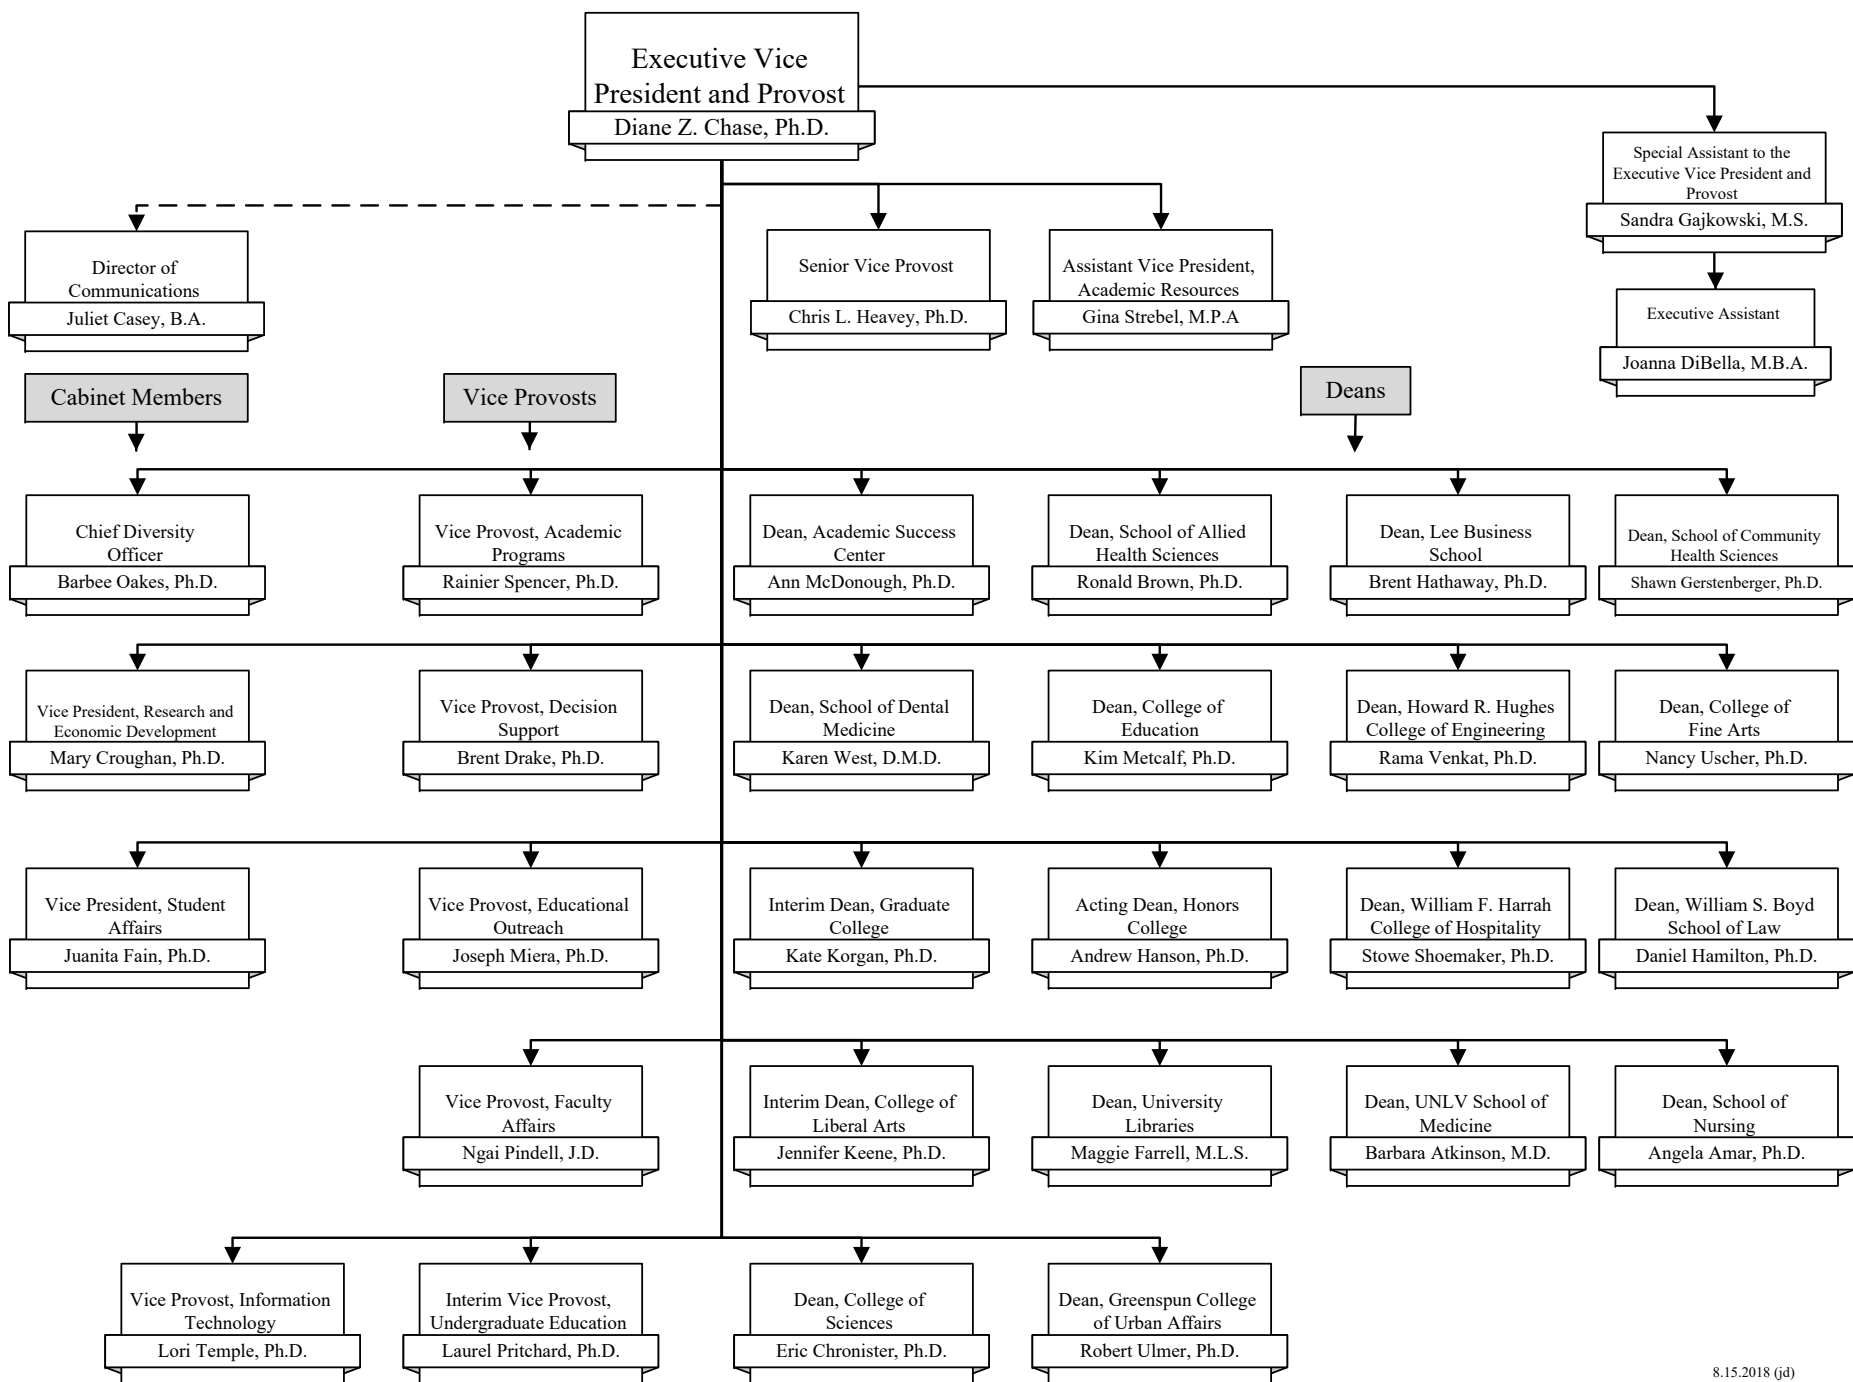 Executive Vice
President and Provost
Diane Z. Chase, Ph.D.
Special Assistant to the
Executive Vice President and
Provost
Sandra Gajkowski, M.S.
Director of
Communications
Juliet Casey, B.A.
Senior Vice Provost
Chris L. Heavey, Ph.D.
Assistant Vice President,
Academic Resources
Gina Strebel, M.P.A
Executive Assistant
Joanna DiBella, M.B.A.
Cabinet Members
Vice Provosts
Deans
Chief Diversity
Officer
Barbee Oakes, Ph.D.
Vice Provost, Academic
Programs
Rainier Spencer, Ph.D.
Dean, Academic Success
Center
Ann McDonough, Ph.D.
Dean, School of Allied
Health Sciences
Ronald Brown, Ph.D.
Dean, Lee Business
School
Brent Hathaway, Ph.D.
Dean, School of Community
Health Sciences
Shawn Gerstenberger, Ph.D.
Vice President, Research and
Economic Development
Mary Croughan, Ph.D.
Vice Provost, Decision
Support
Brent Drake, Ph.D.
Dean, School of Dental
Medicine
Karen West, D.M.D.
Dean, College of
Education
Kim Metcalf, Ph.D.
Dean, Howard R. Hughes
College of Engineering
Rama Venkat, Ph.D.
Dean, College of
Fine Arts
Nancy Uscher, Ph.D.
Vice President, Student
Affairs
Juanita Fain, Ph.D.
Vice Provost, Educational
Outreach
Joseph Miera, Ph.D.
Interim Dean, Graduate
College
Kate Korgan, Ph.D.
Acting Dean, Honors
College
Andrew Hanson, Ph.D.
Dean, William F. Harrah
College of Hospitality
Stowe Shoemaker, Ph.D.
Dean, William S. Boyd
School of Law
Daniel Hamilton, Ph.D.
Vice Provost, Faculty
Affairs
Ngai Pindell, J.D.
Interim Dean, College of
Liberal Arts
Jennifer Keene, Ph.D.
Dean, University
Libraries
Maggie Farrell, M.L.S.
Dean, UNLV School of
Medicine
Barbara Atkinson, M.D.
Dean, School of
Nursing
Angela Amar, Ph.D.
Vice Provost, Information
Technology
Lori Temple, Ph.D.
Interim Vice Provost,
Undergraduate Education
Laurel Pritchard, Ph.D.
Dean, College of
Sciences
Eric Chronister, Ph.D.
Dean, Greenspun College
of Urban Affairs
Robert Ulmer, Ph.D.
8.15.2018 (jd)